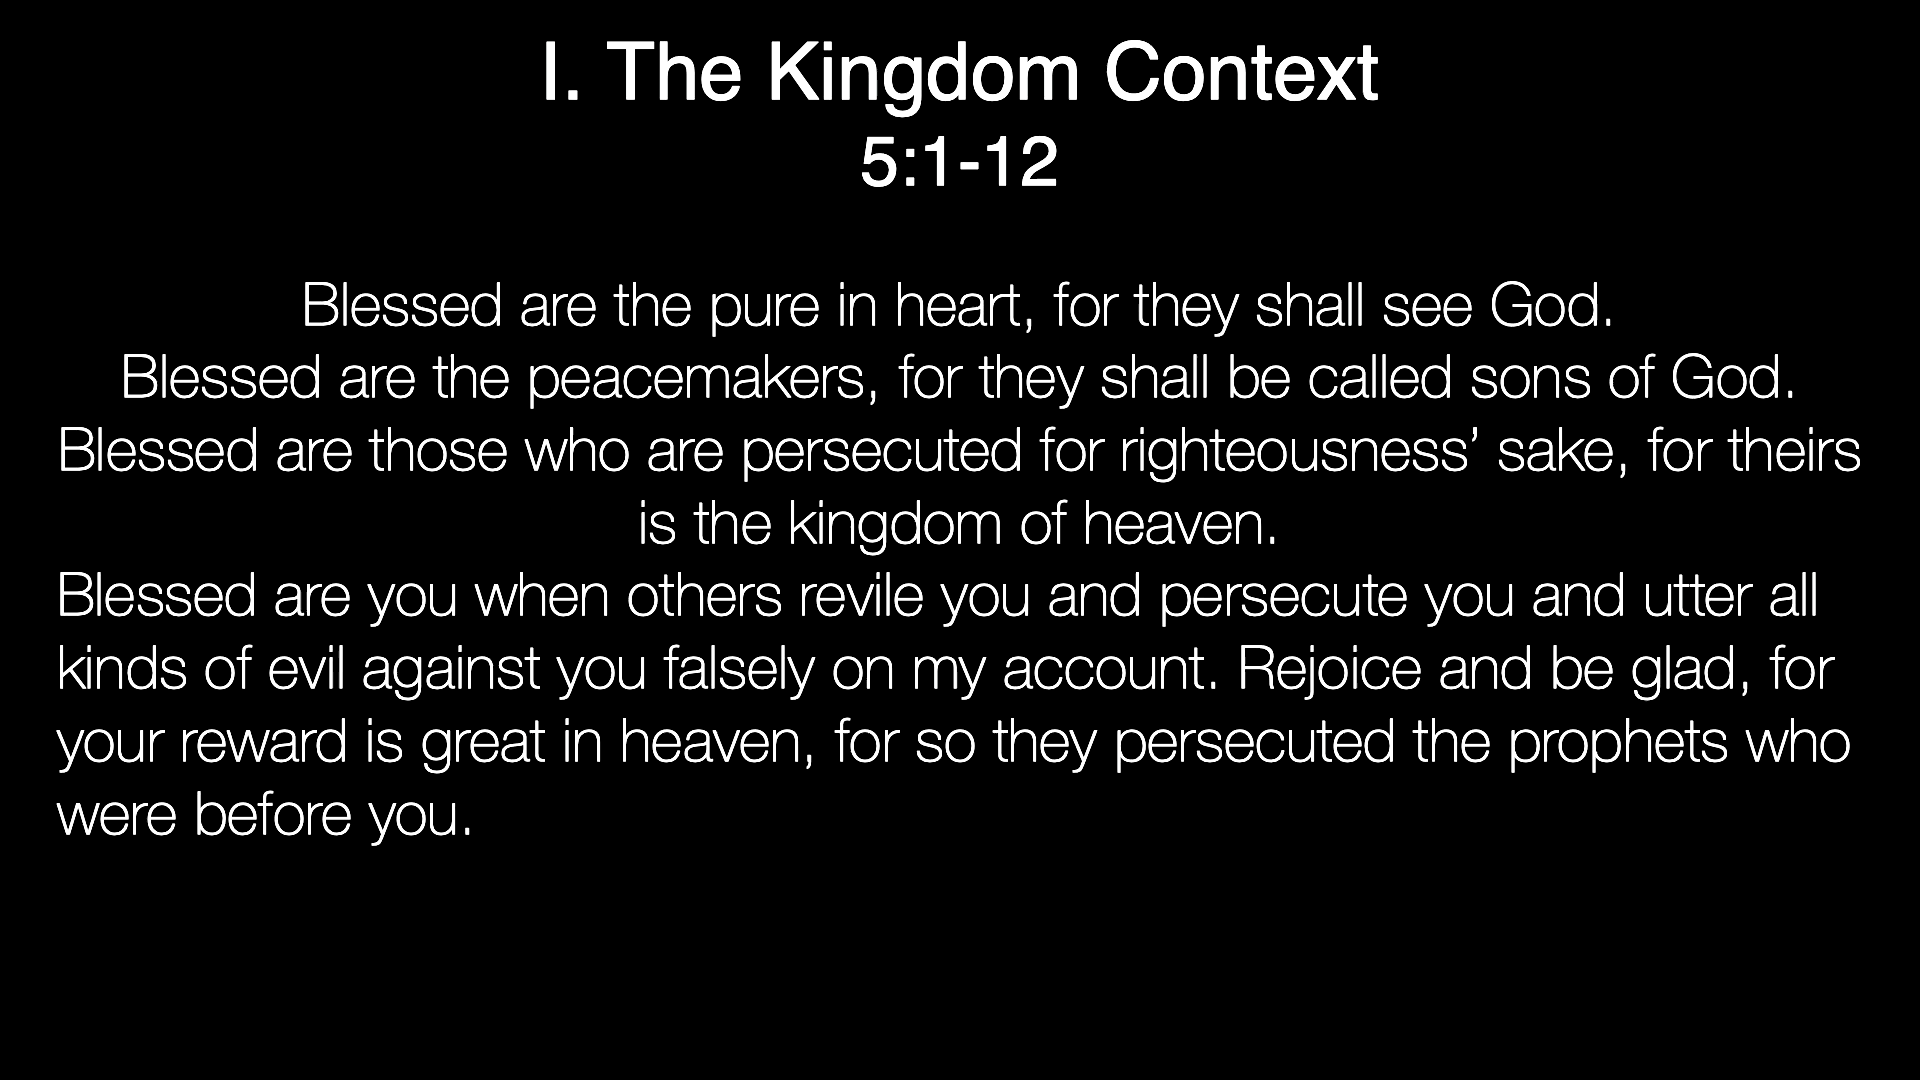 I. The Kingdom Context
5:1-12
Blessed are the pure in heart, for they shall see God.
Blessed are the peacemakers, for they shall be called sons of God.
Blessed are those who are persecuted for righteousness’ sake, for theirs
is the kingdom of heaven.
Blessed are you when others revile you and persecute you and utter all
kinds of evil against you falsely on my account. Rejoice and be glad, for
your reward is great in heaven, for so they persecuted the prophets who
were before you.